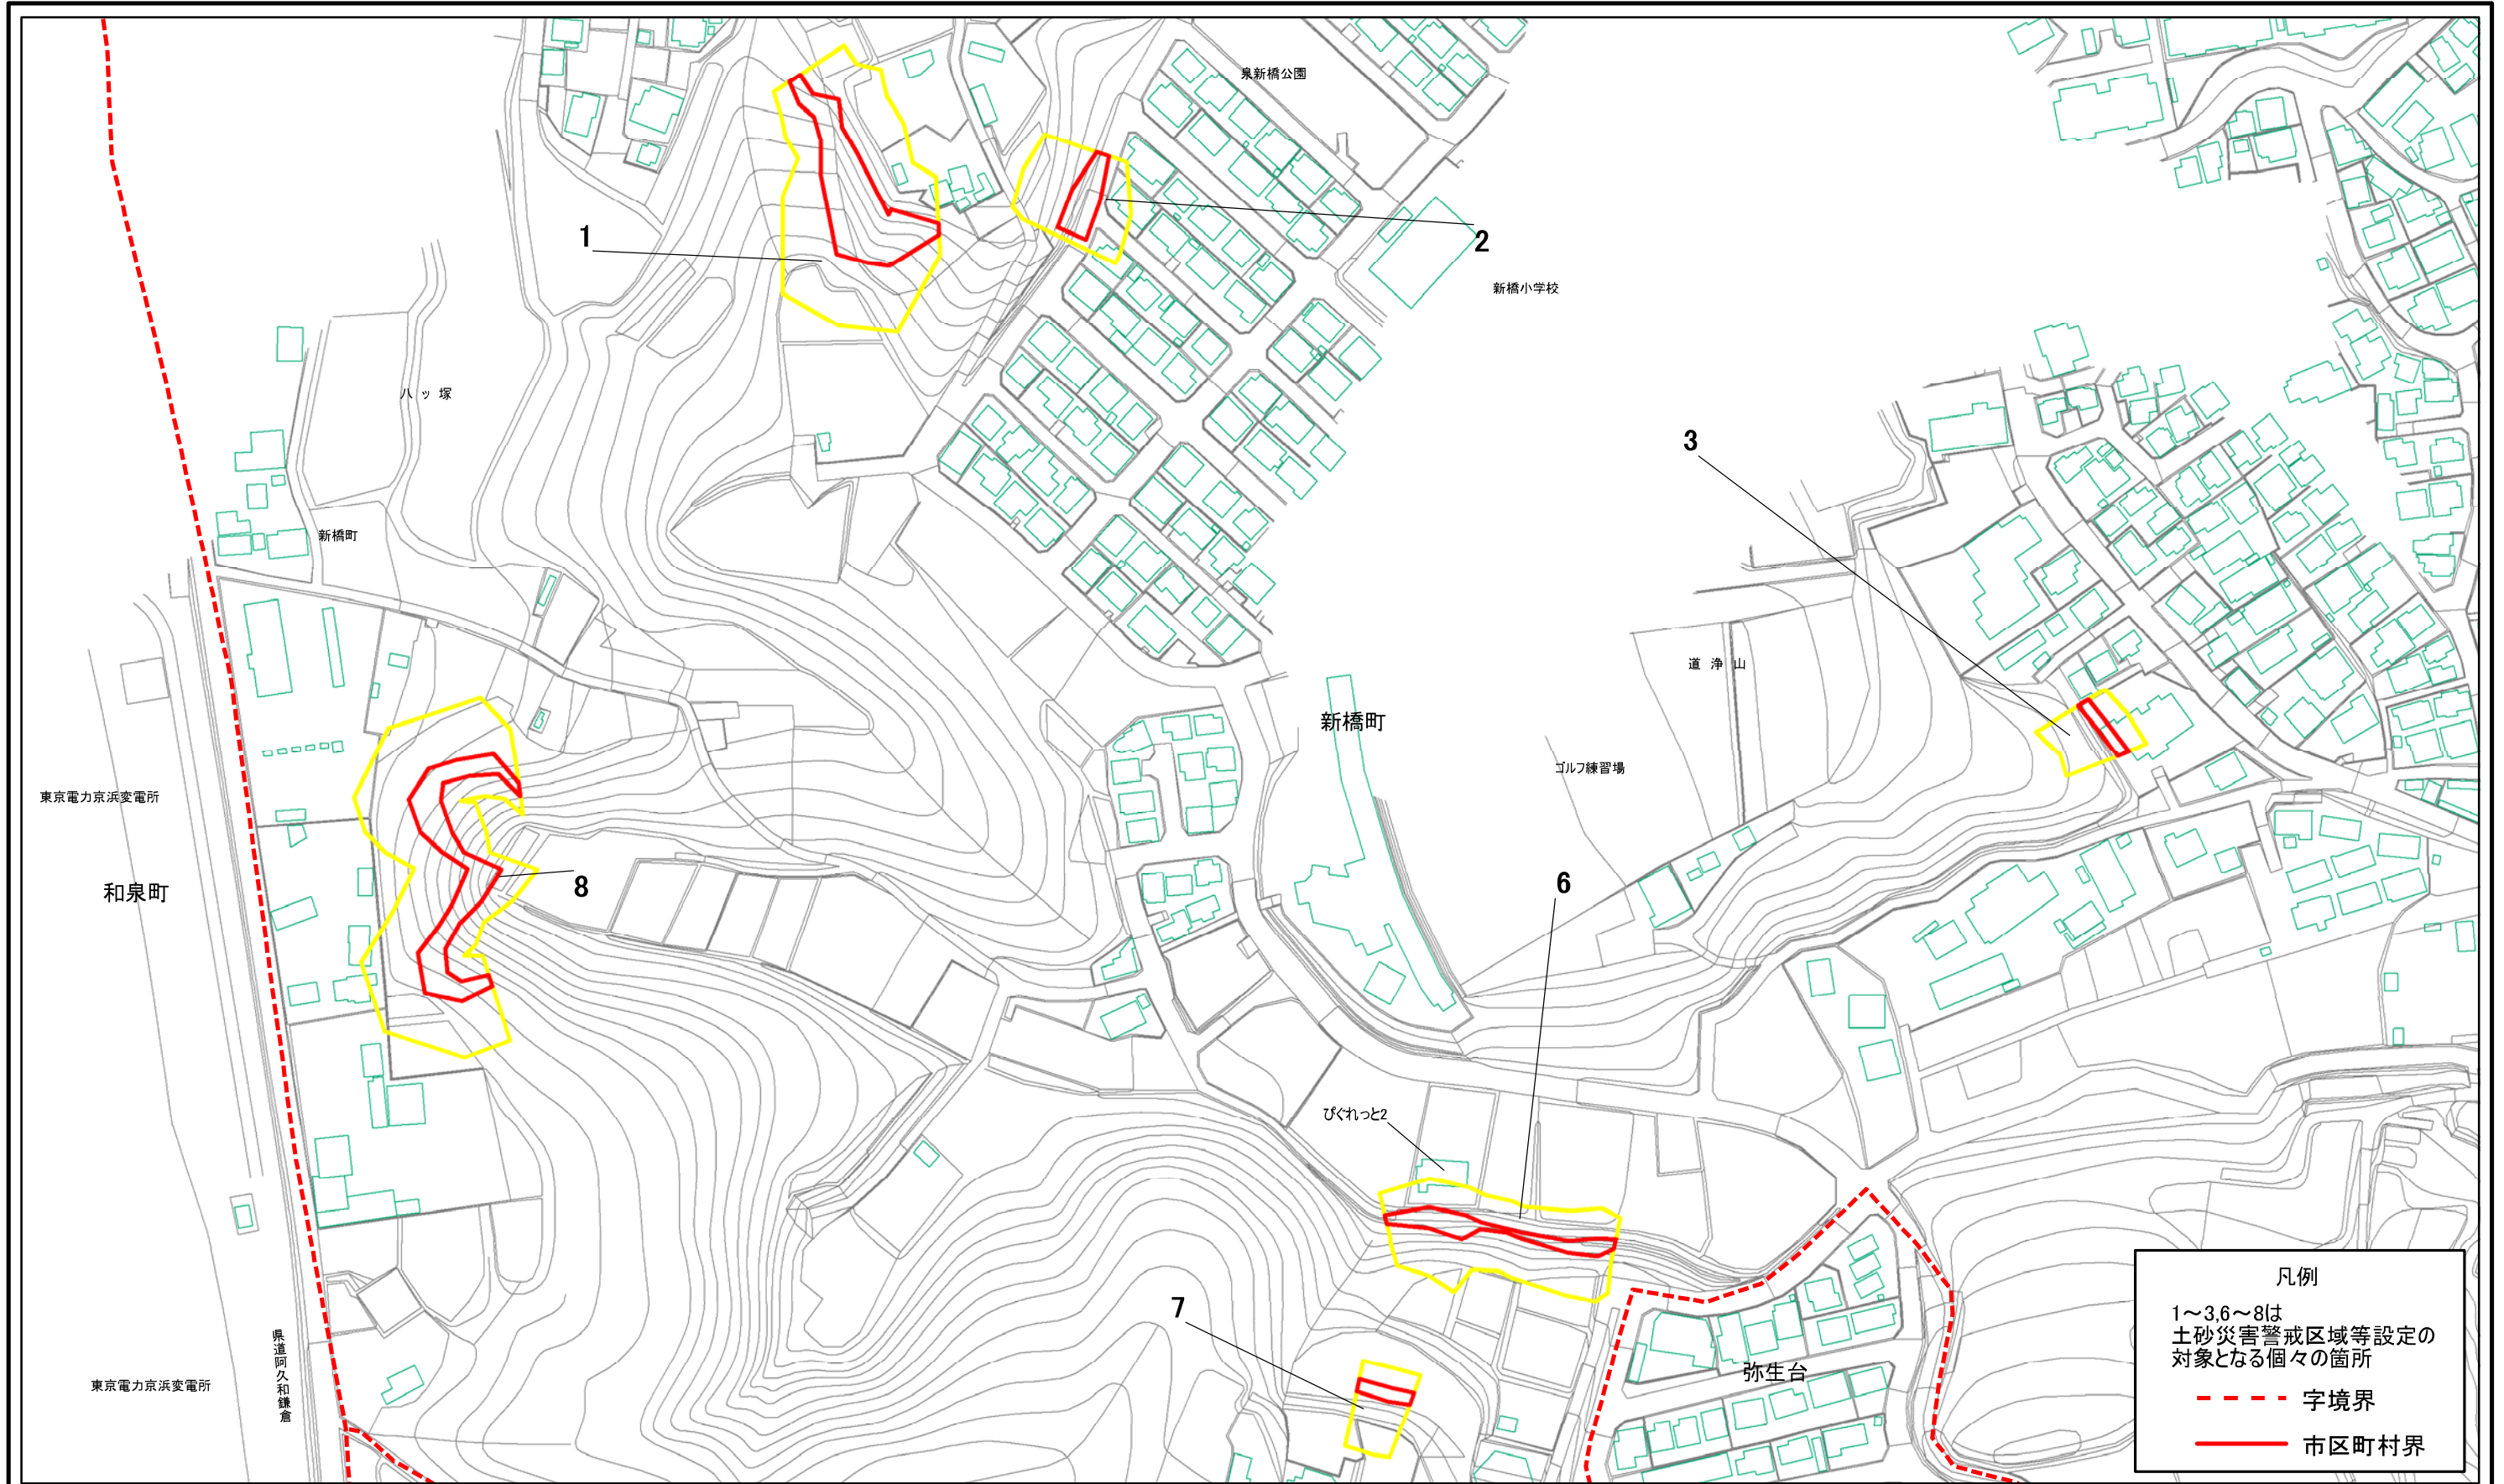 泉新橋公園
1
2
新橋小学校
八ッ塚
3
新橋町
道浄山
新橋町
ゴルフ練習場
東京電力京浜変電所
和泉町
8
6
ぴぐれっと2
7
県道阿久和鎌倉
東京電力京浜変電所
弥生台
凡例
1～3,6～8は
土砂災害警戒区域等設定の
対象となる個々の箇所
字境界
市区町村界